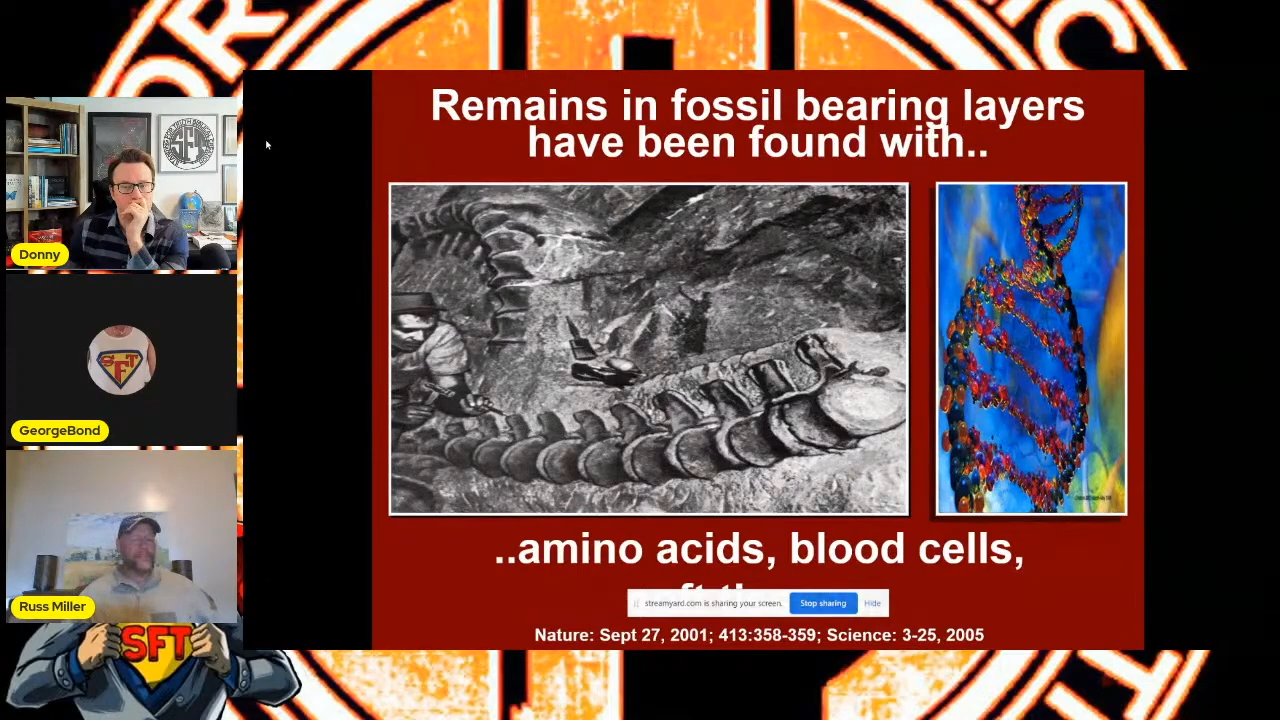 Remains in fossil bearing layers
have been found with..
Donny
GeorgeBond
Russ Miller
SFT
SFT
SFT
..amino acids, blood cells,
streamyard.com is sharing your screen.
Stop sharing
Hide
Nature: Sept 27, 2001; 413:358-359; Science: 3-25, 2005